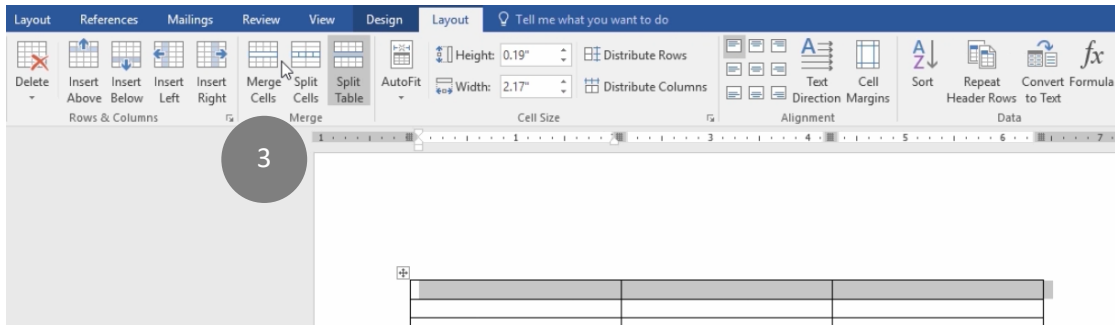 Layout References Mailings Review View Design Layout Tell me what you want to do
Delete Insert Above Insert Below Insert Left Insert Right Merge Cells Split Cells Split Table AutoFit Height: 0.19" Distribute Rows
Width: 2.17" Distribute Columns
Text Direction Cell Margins Sort Repeat Header Rows Convert to Text fx Formula
Rows & Columns Merge Cell Size Alignment Data
1 1 3 4 5 6 7
3